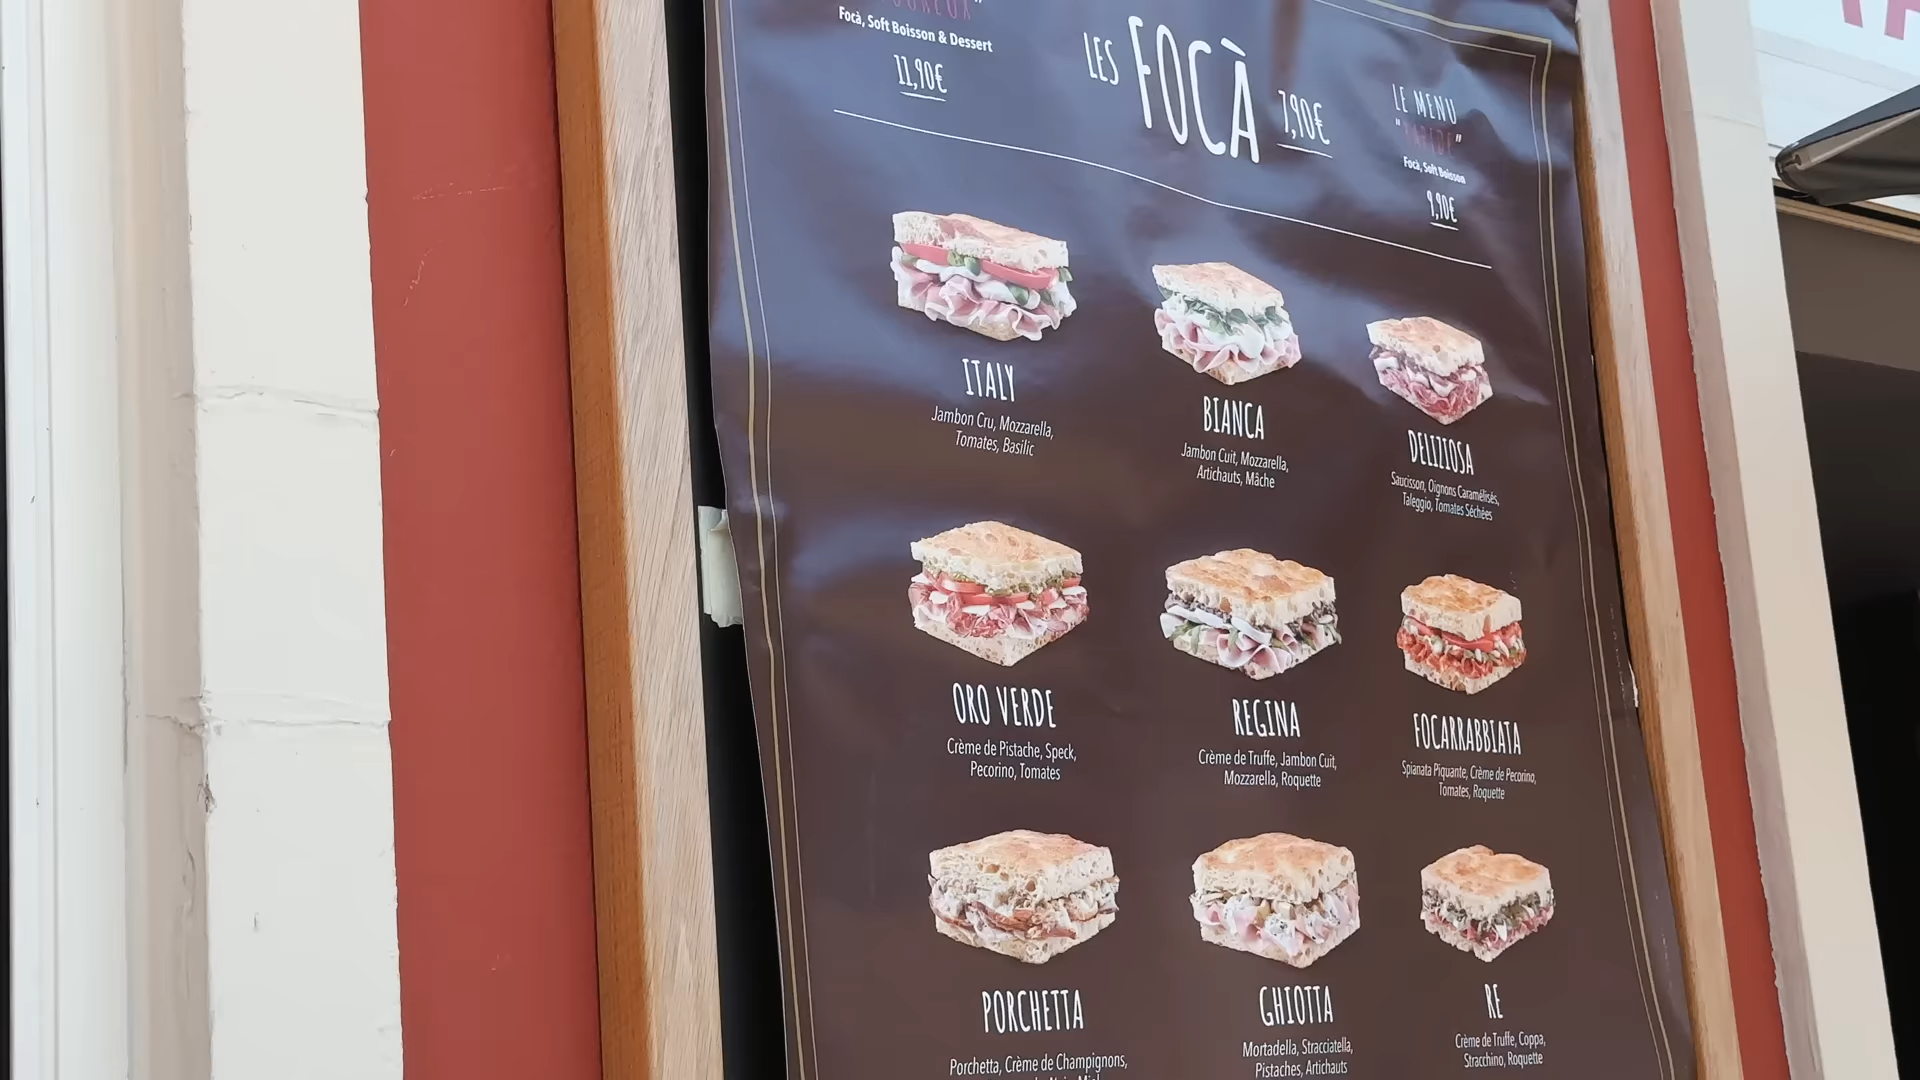 Focà, Soft Boisson & Dessert
11,90€
LES FOCÀ 7,90€
LE MENU
Focà, Soft Boisson
9,90€
ITALY
Jambon Cru, Mozzarella,
Tomates, Basilic
BIANCA
Jambon Cuit, Mozzarella,
Artichauts, Mâche
DELIZIOSA
Saucisson, Oignons Caramélisés,
Taleggio, Tomates Séchées
ORO VERDE
Crème de Pistache, Speck,
Pecorino, Tomates
REGINA
Crème de Truffe, Jambon Cuit,
Mozzarella, Roquette
FOCARRABBIATA
Spianata Piquante, Crème de Pecorino,
Tomates, Roquette
PORCHETTA
Porchetta, Crème de Champignons,
GHIOTTA
Mortadella, Stracciatella,
Pistaches, Artichauts
RE
Crème de Truffe, Coppa,
Stracchino, Roquette